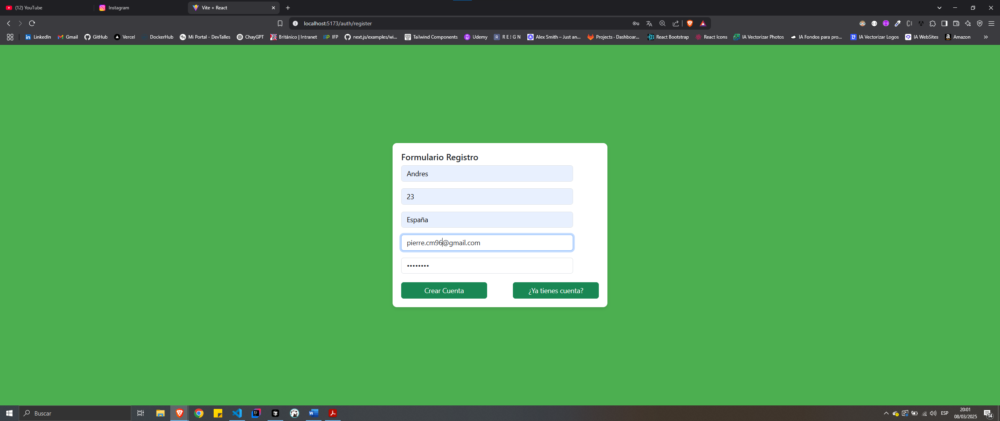 (12) YouTube
Instagram
Vite + React
localhost:5173/auth/register
LinkedIn
Gmail
GitHub
Vercel
DockerHub
Mi Portal - DevTalles
ChayGPT
Británico | Intranet
IFP
next.js/examples/wi...
Tailwind Components
Udemy
R E ! G N
Alex Smith – Just an...
Projects · Dashboar...
React Bootstrap
React Icons
IA Vectorizar Photos
IA Fondos para pro...
IA Vectorizar Logos
IA WebSites
Amazon
Formulario Registro
Andres
23
España
pierre.cm96@gmail.com
Crear Cuenta
¿Ya tienes cuenta?
Buscar
ESP
20:01
08/03/2025
14